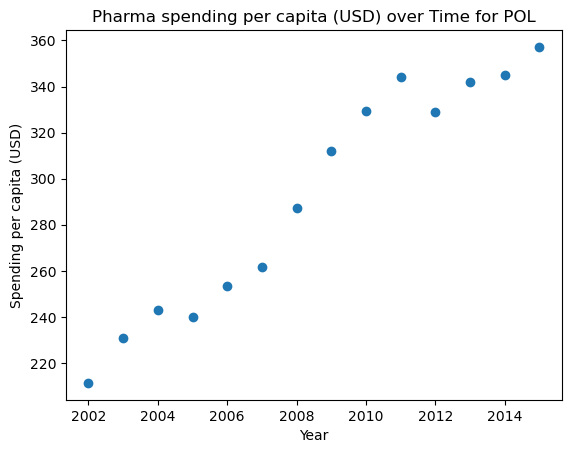 Pharma spending per capita (USD) over Time for POL
Spending per capita (USD)
360
340
320
300
280
260
240
220
2002 2004 2006 2008 2010 2012 2014
Year